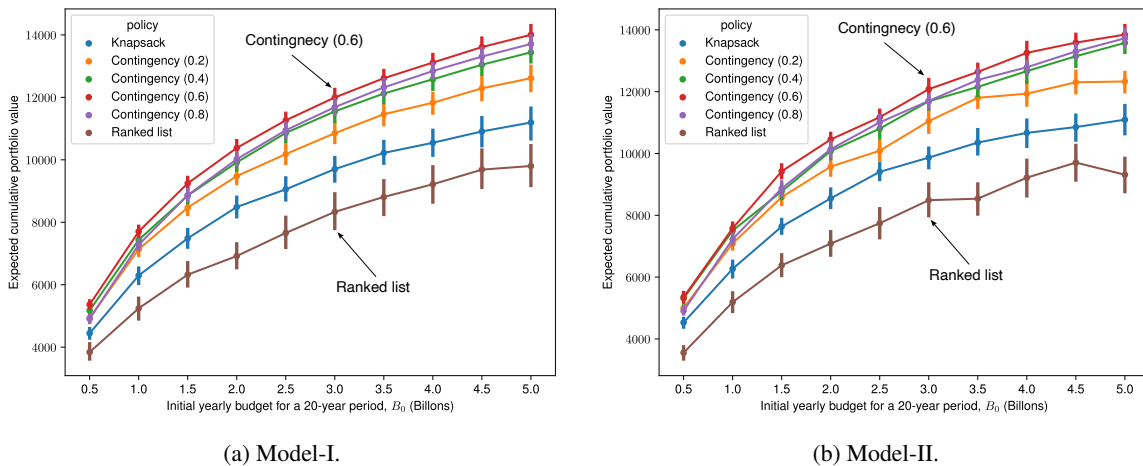 policy
Knapsack
Contingency (0.2)
Contingency (0.4)
Contingency (0.6)
Contingency (0.8)
Ranked list
Contingnecy (0.6)
Ranked list
Expected cumulative portfolio value
14000
12000
10000
8000
6000
4000
0.5 1.0 1.5 2.0 2.5 3.0 3.5 4.0 4.5 5.0
Initial yearly budget for a 20-year period, B₀ (Billons)
(a) Model-I.
policy
Knapsack
Contingency (0.2)
Contingency (0.4)
Contingency (0.6)
Contingency (0.8)
Ranked list
Contingnecy (0.6)
Ranked list
Expected cumulative portfolio value
14000
12000
10000
8000
6000
4000
0.5 1.0 1.5 2.0 2.5 3.0 3.5 4.0 4.5 5.0
Initial yearly budget for a 20-year period, B₀ (Billons)
(b) Model-II.